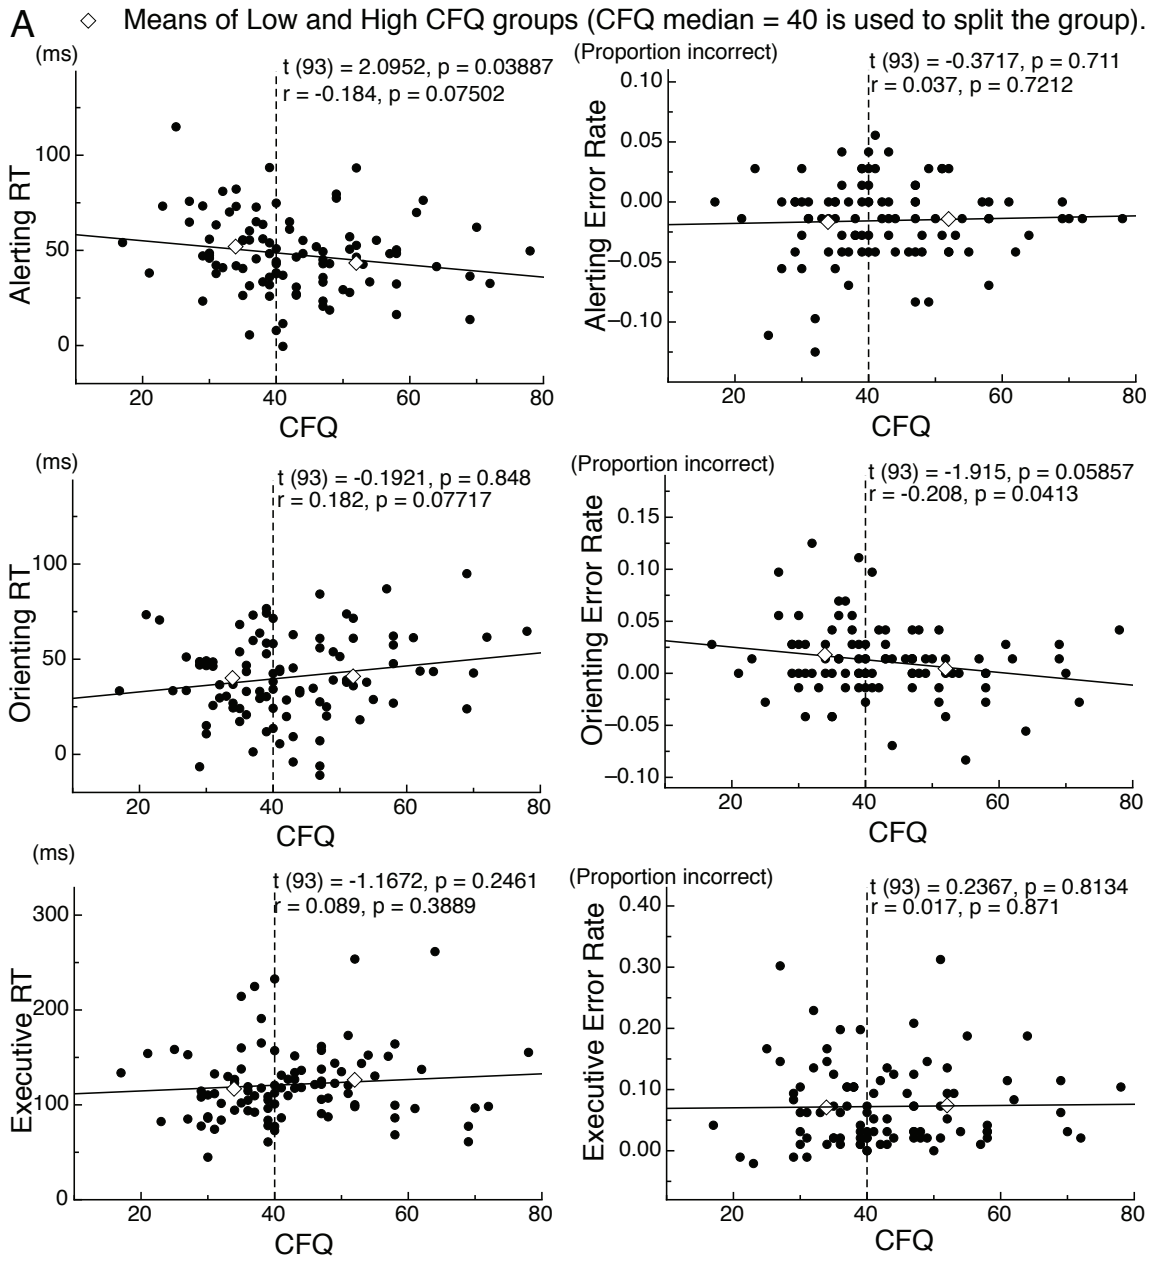 A ◇ Means of Low and High CFQ groups (CFQ median = 40 is used to split the group).
(ms)
t (93) = 2.0952, p = 0.03887
r = -0.184, p = 0.07502
100
50
0
Alerting RT
20 40 60 80
CFQ
(Proportion incorrect)
t (93) = -0.3717, p = 0.711
r = 0.037, p = 0.7212
0.10
0.05
0.00
−0.05
−0.10
Alerting Error Rate
20 40 60 80
CFQ
(ms)
t (93) = -0.1921, p = 0.848
r = 0.182, p = 0.07717
100
50
0
Orienting RT
20 40 60 80
CFQ
(Proportion incorrect)
t (93) = -1.915, p = 0.05857
r = -0.208, p = 0.0413
0.15
0.10
0.05
0.00
−0.05
−0.10
Orienting Error Rate
20 40 60 80
CFQ
(ms)
t (93) = -1.1672, p = 0.2461
r = 0.089, p = 0.3889
300
200
100
0
Executive RT
20 40 60 80
CFQ
(Proportion incorrect)
t (93) = 0.2367, p = 0.8134
r = 0.017, p = 0.871
0.40
0.30
0.20
0.10
0.00
Executive Error Rate
20 40 60 80
CFQ